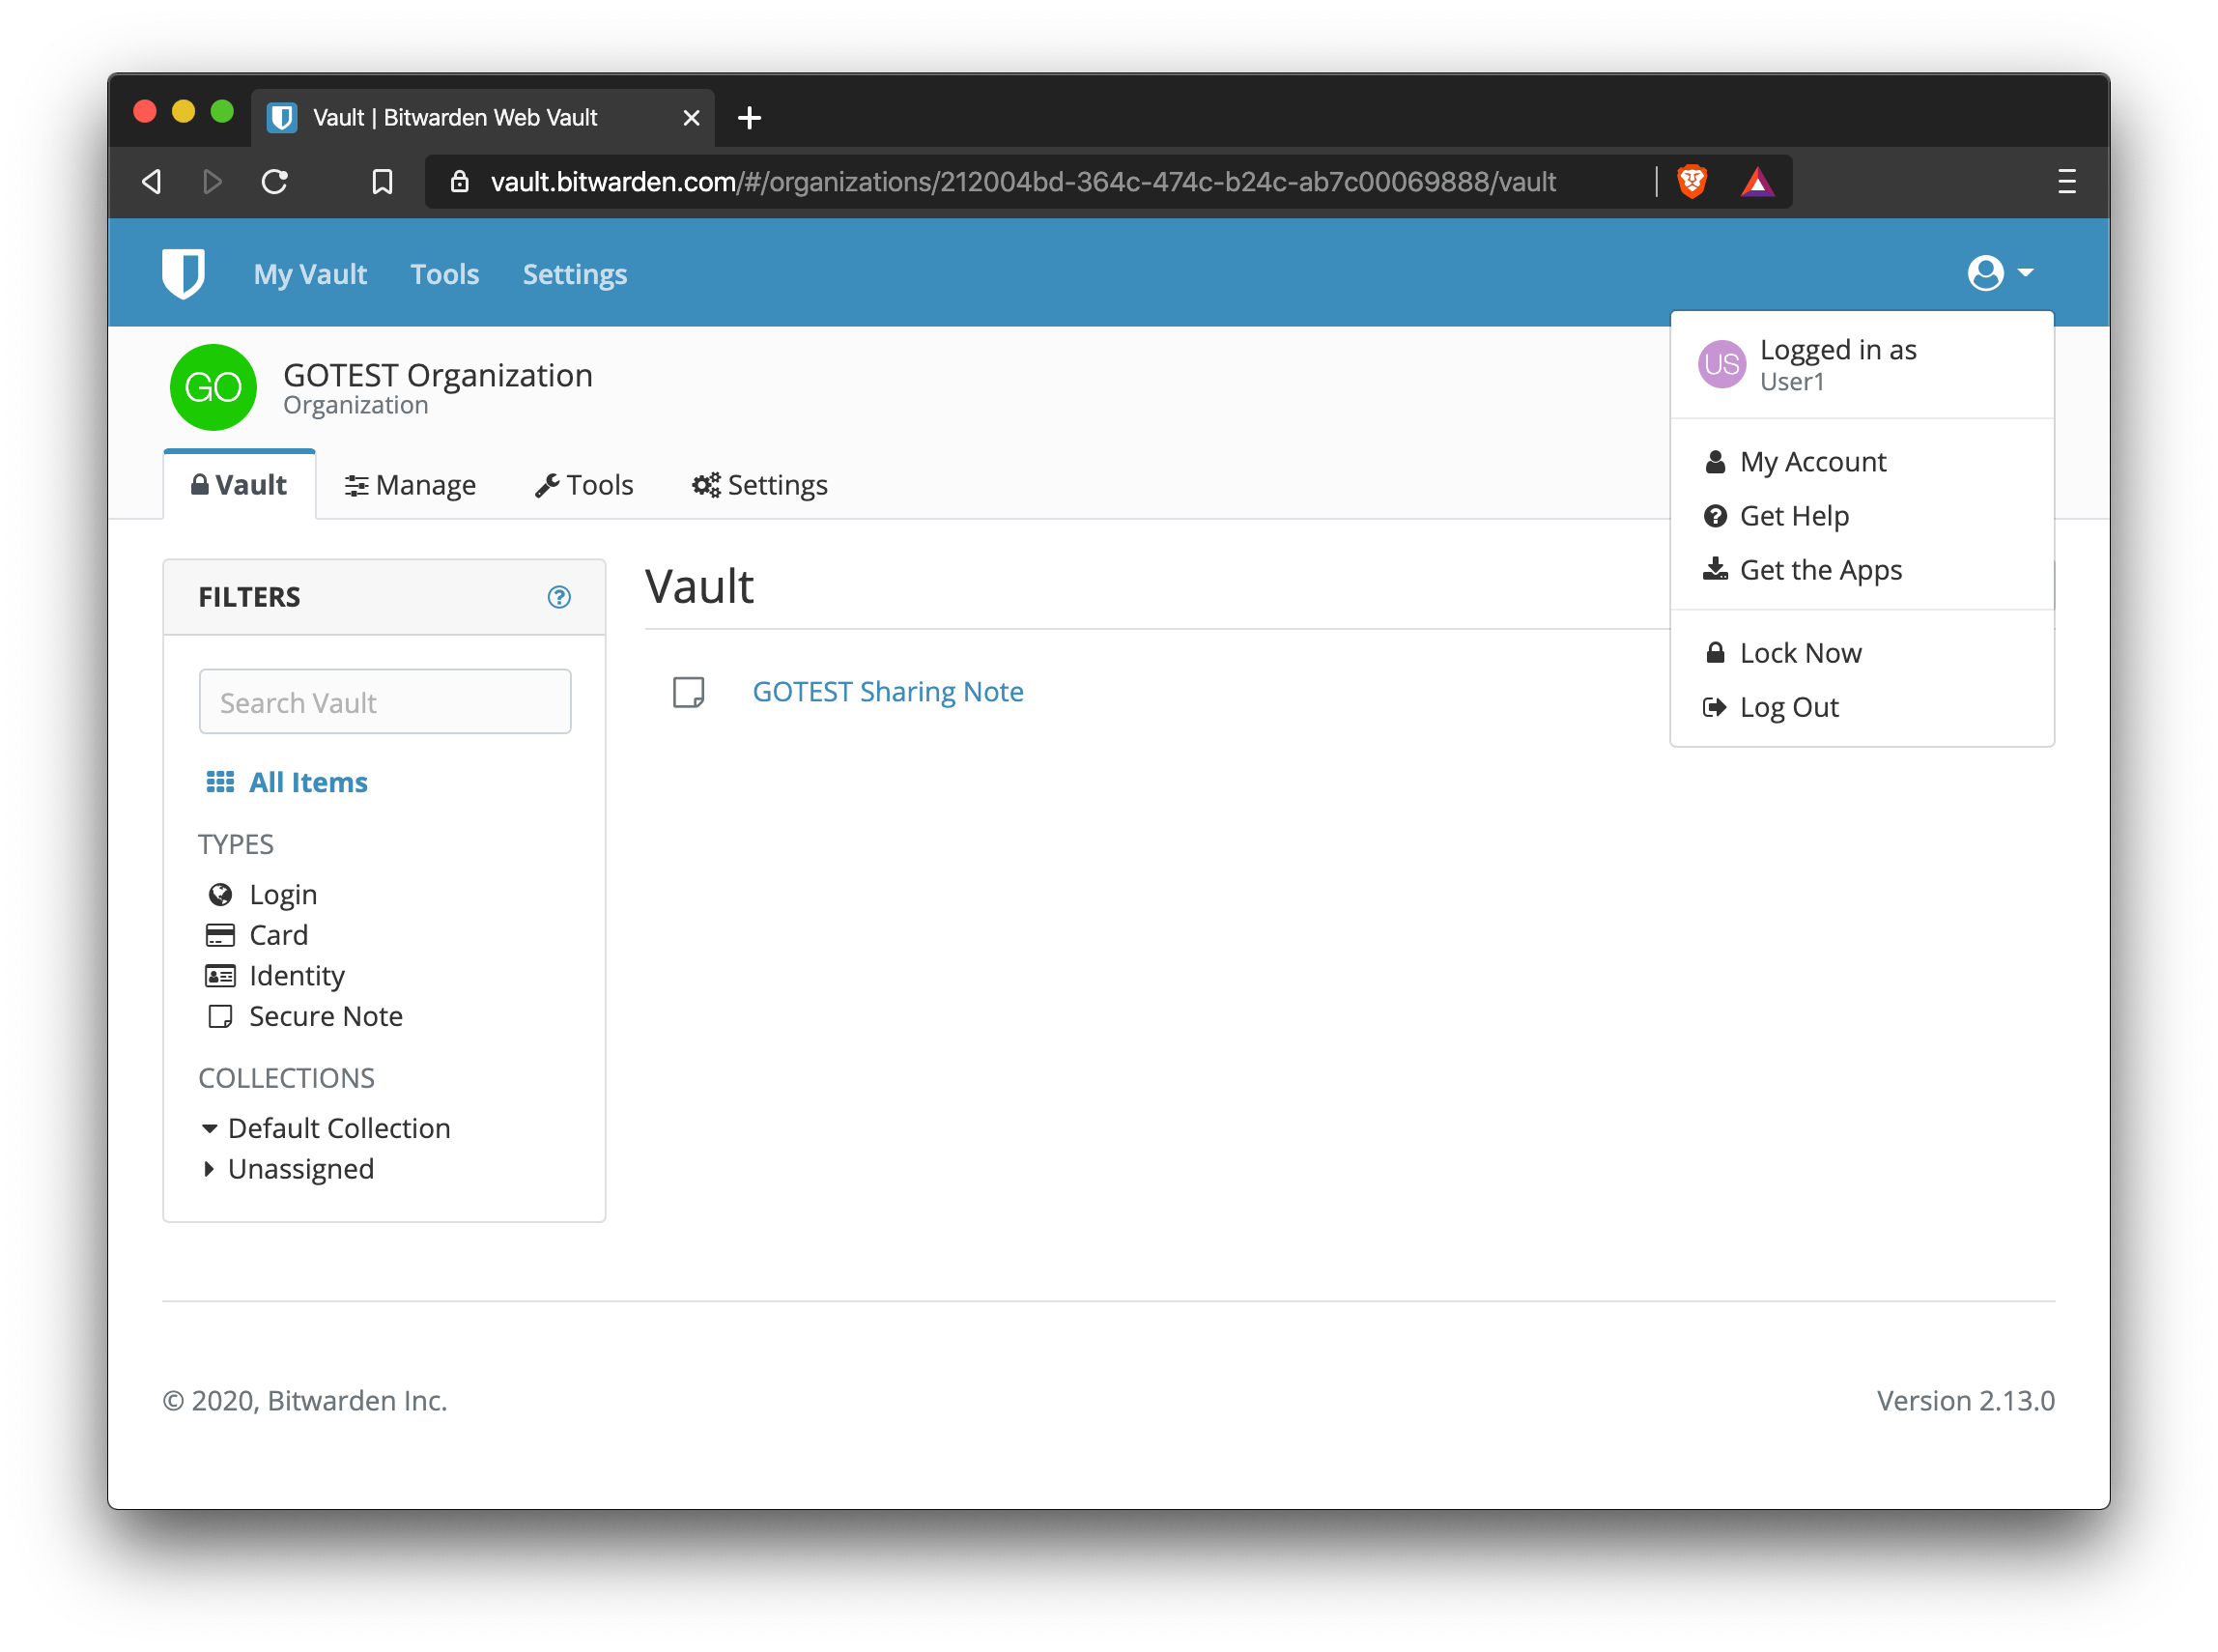 Vault | Bitwarden Web Vault
vault.bitwarden.com/#/organizations/212004bd-364c-474c-b24c-ab7c00069888/vault
My Vault Tools Settings
GO
GOTEST Organization
Organization
US
Logged in as
User1
My Account
Get Help
Get the Apps
Lock Now
Log Out
Vault Manage Tools Settings
FILTERS
Search Vault
All Items
TYPES
Login
Card
Identity
Secure Note
COLLECTIONS
Default Collection
Unassigned
Vault
GOTEST Sharing Note
© 2020, Bitwarden Inc.
Version 2.13.0